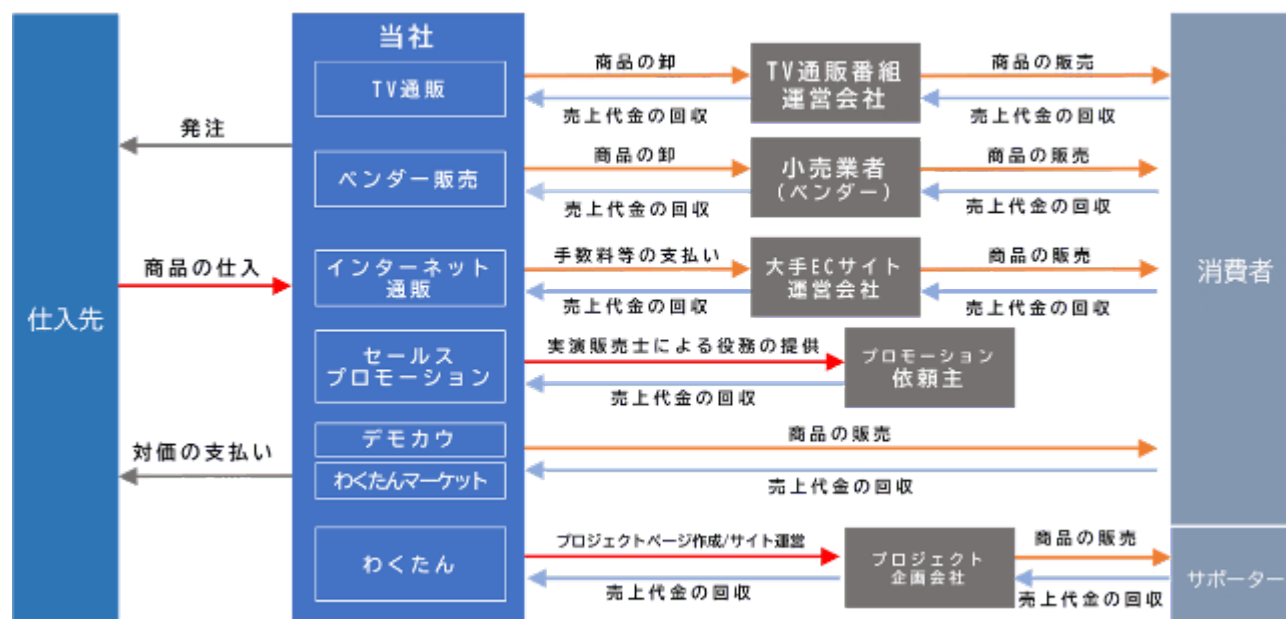 仕入先
発注
商品の仕入
対価の支払い
当社
TV通販
商品の卸
売上代金の回収
TV通販番組
運営会社
商品の販売
売上代金の回収
ベンダー販売
商品の卸
売上代金の回収
小売業者
(ベンダー)
商品の販売
売上代金の回収
インターネット
通販
手数料等の支払い
売上代金の回収
大手ECサイト
運営会社
商品の販売
売上代金の回収
セールス
プロモーション
実演販売士による役務の提供
売上代金の回収
プロモーション
依頼主
デモカウ
わくたんマーケット
商品の販売
売上代金の回収
わくたん
プロジェクトページ作成/サイト運営
売上代金の回収
プロジェクト
企画会社
商品の販売
売上代金の回収
消費者
サポーター